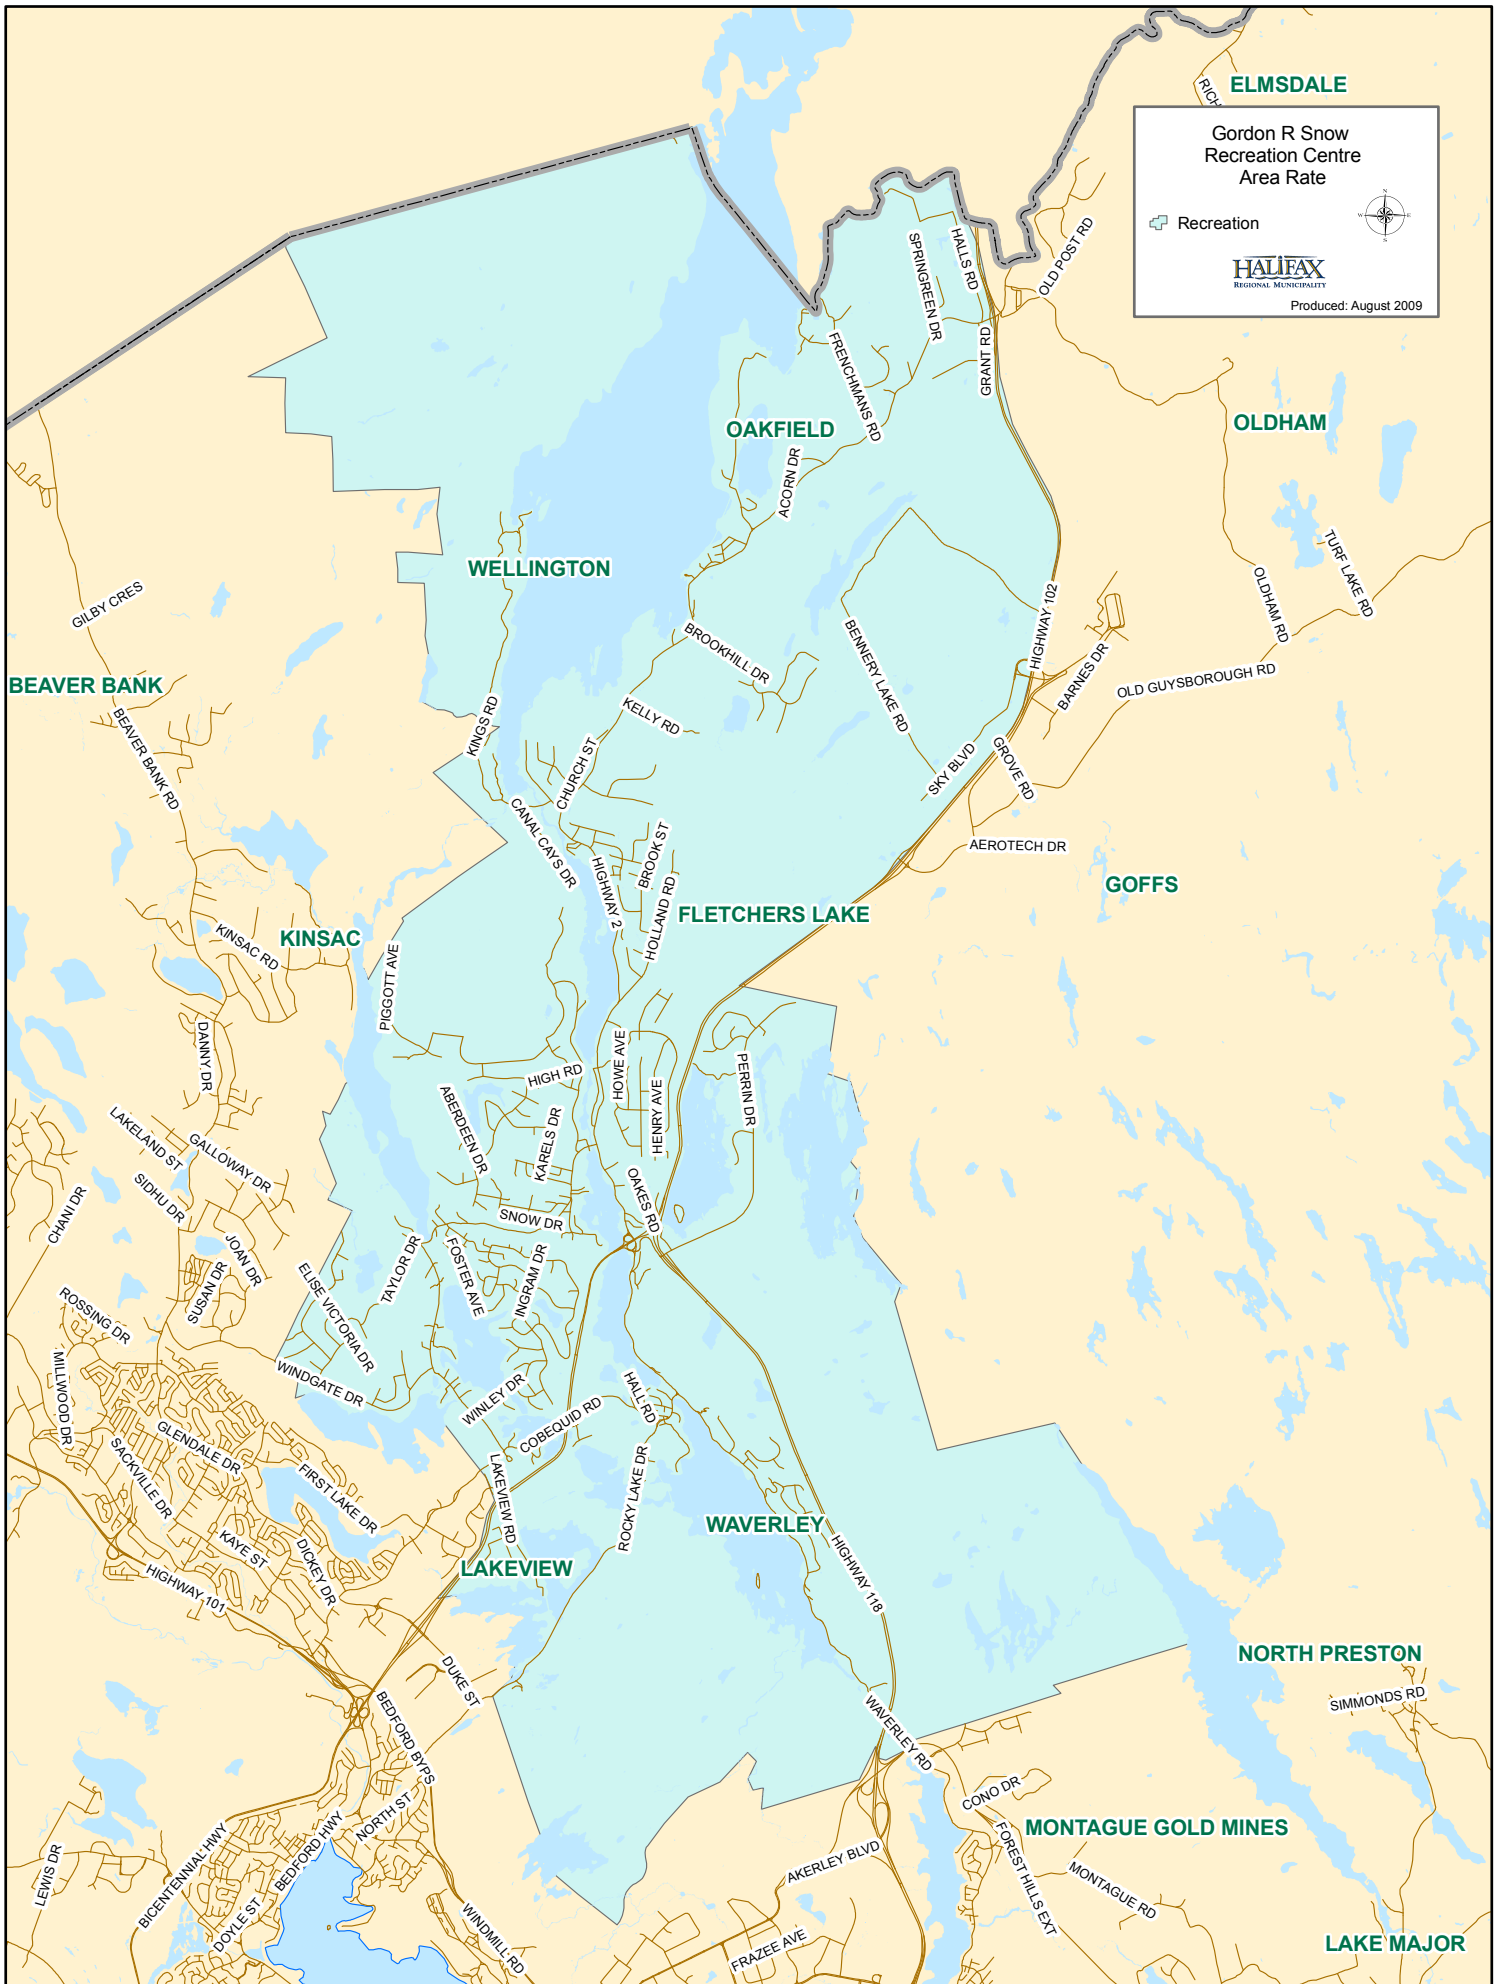 ELMSDALE
RICH
Gordon R Snow
Recreation Centre
Area Rate
N
W
E
S
Recreation
HALIFAX
REGIONAL MUNICIPALITY
Produced: August 2009
OLD POST RD
HALLS RD
SPRINGREEN DR
GRANT RD
FRENCHMANS RD
OAKFIELD
OLDHAM
ACORN DR
WELLINGTON
TURF LAKE RD
OLDHAM RD
GILBY CRES
HIGHWAY 102
BROOKHILL DR
BENNERY LAKE RD
BARNES DR
OLD GUYSBOROUGH RD
BEAVER BANK
KINGS RD
KELLY RD
BEAVER BANK RD
CHURCH ST
SKY BLVD
GROVE RD
CANAL CAYS DR
BROOK ST
AEROTECH DR
HIGHWAY 2
HOLLAND RD
GOFFS
FLETCHERS LAKE
KINSAC RD
KINSAC
PIGGOTT AVE
DANNY DR
HIGH RD
HOWE AVE
HENRY AVE
PERRIN DR
ABERDEEN DR
KARELS DR
LAKELAND ST
GALLOWAY DR
SIDHU DR
CHANI DR
OAKES RD
SNOW DR
JOAN DR
SUSAN DR
TAYLOR DR
FOSTER AVE
INGRAM DR
ELISE VICTORIA DR
ROSSING DR
MILLWOOD DR
WINDGATE DR
WINLEY DR
HALL RD
COBEQUID RD
GLENDALE DR
SACKVILLE DR
FIRST LAKE DR
LAKEVIEW RD
ROCKY LAKE DR
WAVERLEY
KAYE ST
DICKEY DR
LAKEVIEW
HIGHWAY 101
HIGHWAY 118
NORTH PRESTON
DUKE ST
SIMMONDS RD
BEDFORD BYPS
WAVERLEY RD
CONO DR
NORTH ST
BEDFORD HWY
MONTAGUE GOLD MINES
LEWIS DR
BICENTENNIAL HWY
AKERLEY BLVD
FOREST HILLS EXT
MONTAGUE RD
DOYLE ST
WINDMILL RD
FRAZEE AVE
LAKE MAJOR